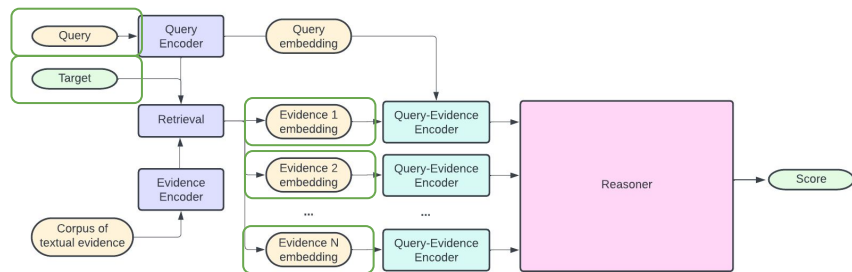 Query
Query
Encoder
Query
embedding
Target
Retrieval
Evidence 1
embedding
Query-Evidence
Encoder
Evidence 2
embedding
Query-Evidence
Encoder
Reasoner
Score
Evidence
Encoder
...
...
Corpus of
textual evidence
Evidence N
embedding
Query-Evidence
Encoder